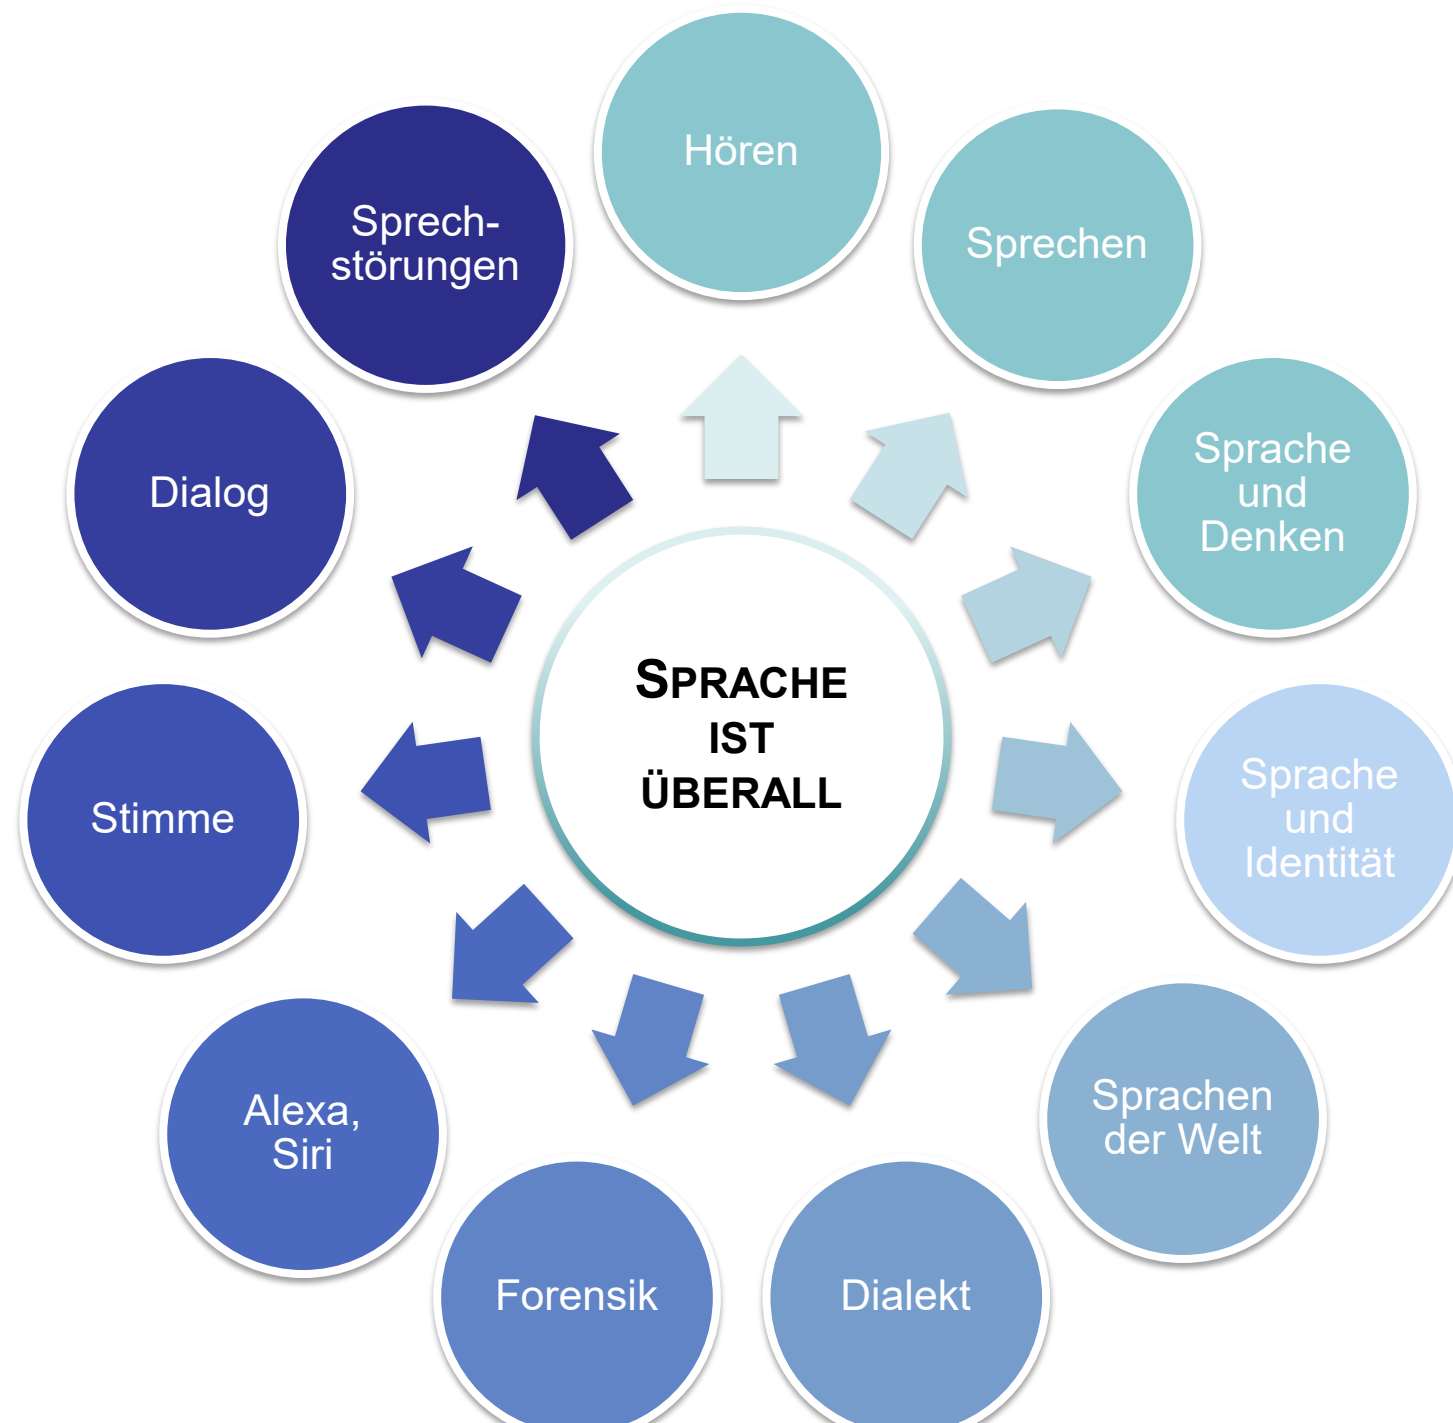 Hören
Sprechen
Sprache
und
Denken
Sprache
und
Identität
Sprachen
der Welt
Dialekt
Forensik
Alexa,
Siri
Stimme
Dialog
Sprech-
störungen
SPRACHE
IST
ÜBERALL